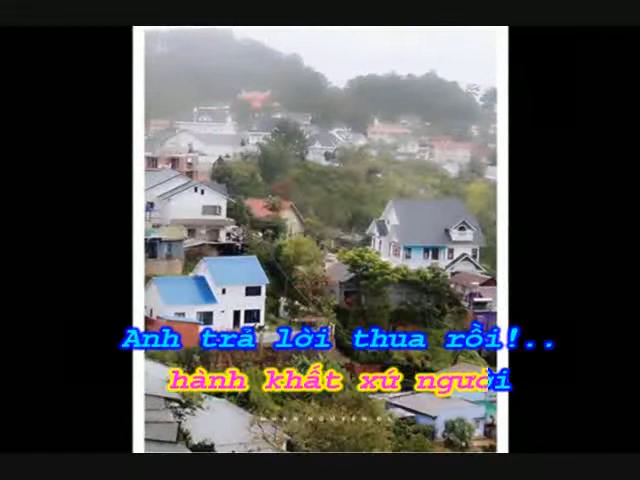 Anh trả lời thua rồi!..
hành khất xứ người